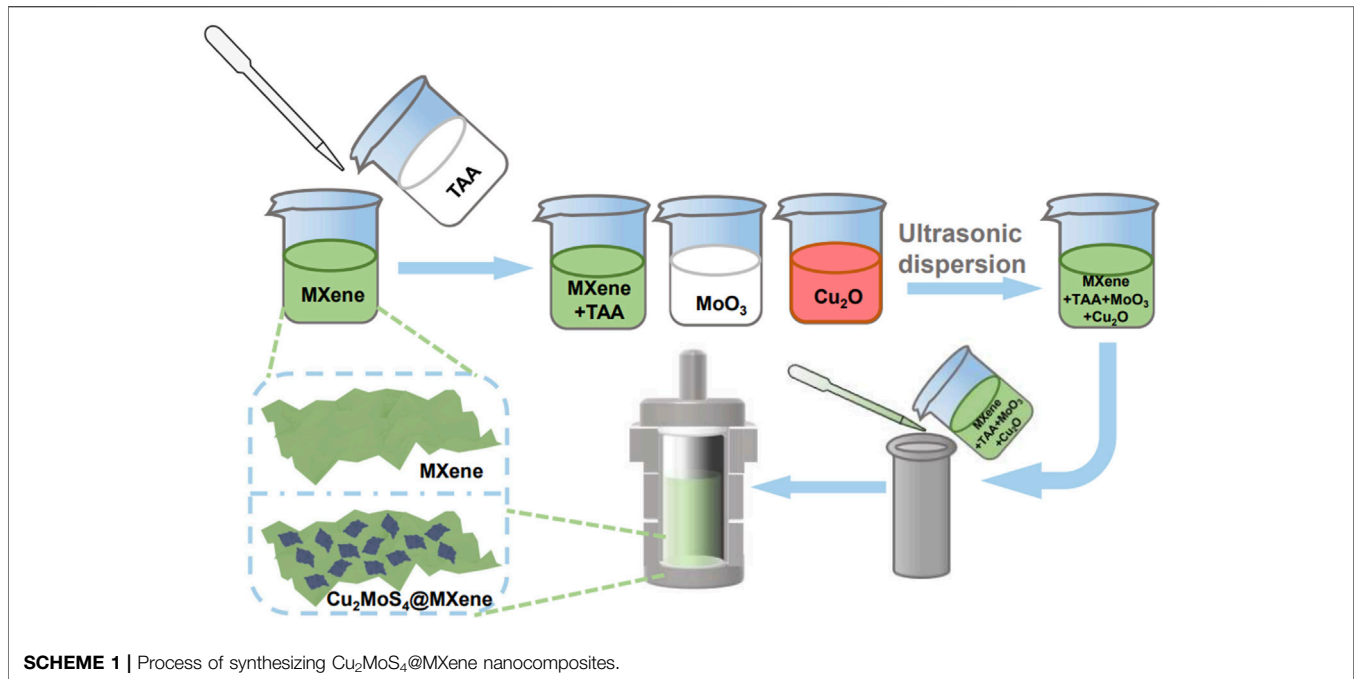 TAA
MXene
MXene
+TAA
MoO₃
Cu₂O
Ultrasonic
dispersion
MXene
+TAA+MoO₃
+Cu₂O
MXene
+TAA+MoO₃
+Cu₂O
MXene
Cu₂MoS₄@MXene
SCHEME 1 | Process of synthesizing Cu₂MoS₄@MXene nanocomposites.